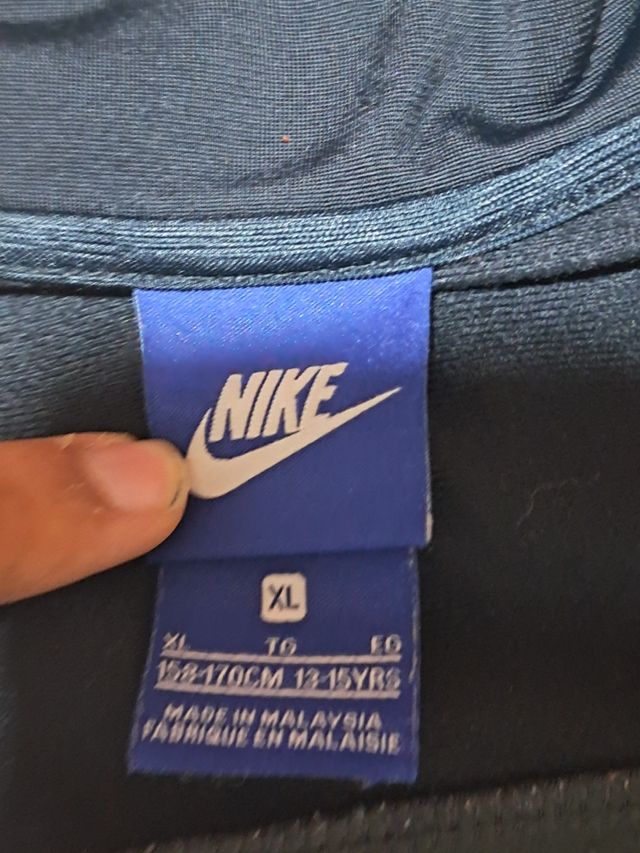 NIKE
XL
XL TG EG
158-170CM 13-15YRS
MADE IN MALAYSIA
FABRIQUE EN MALAISIE